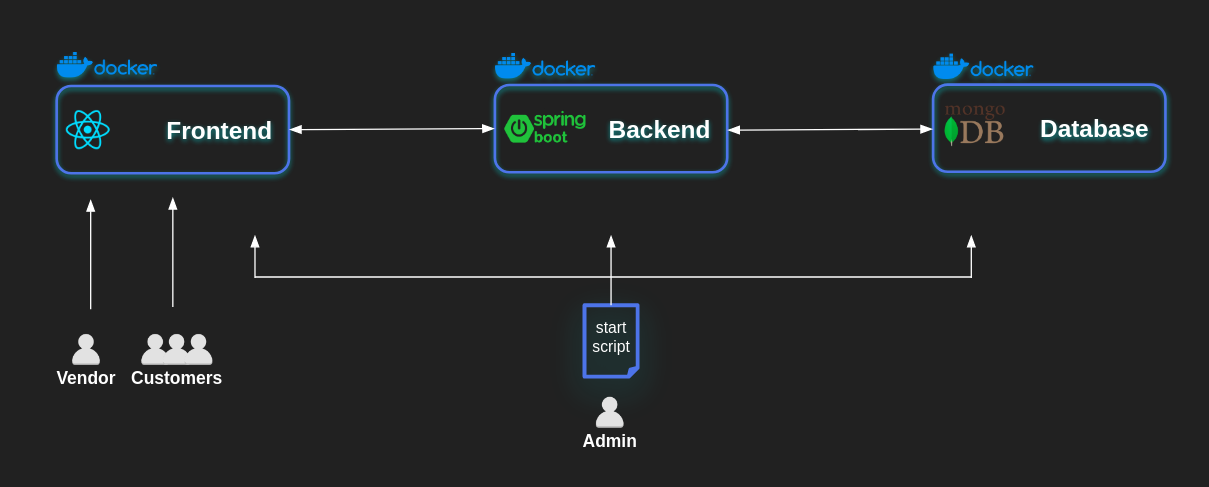 docker
docker
docker
Frontend
spring
boot
Backend
mongo
DB
Database
start
script
Vendor
Customers
Admin